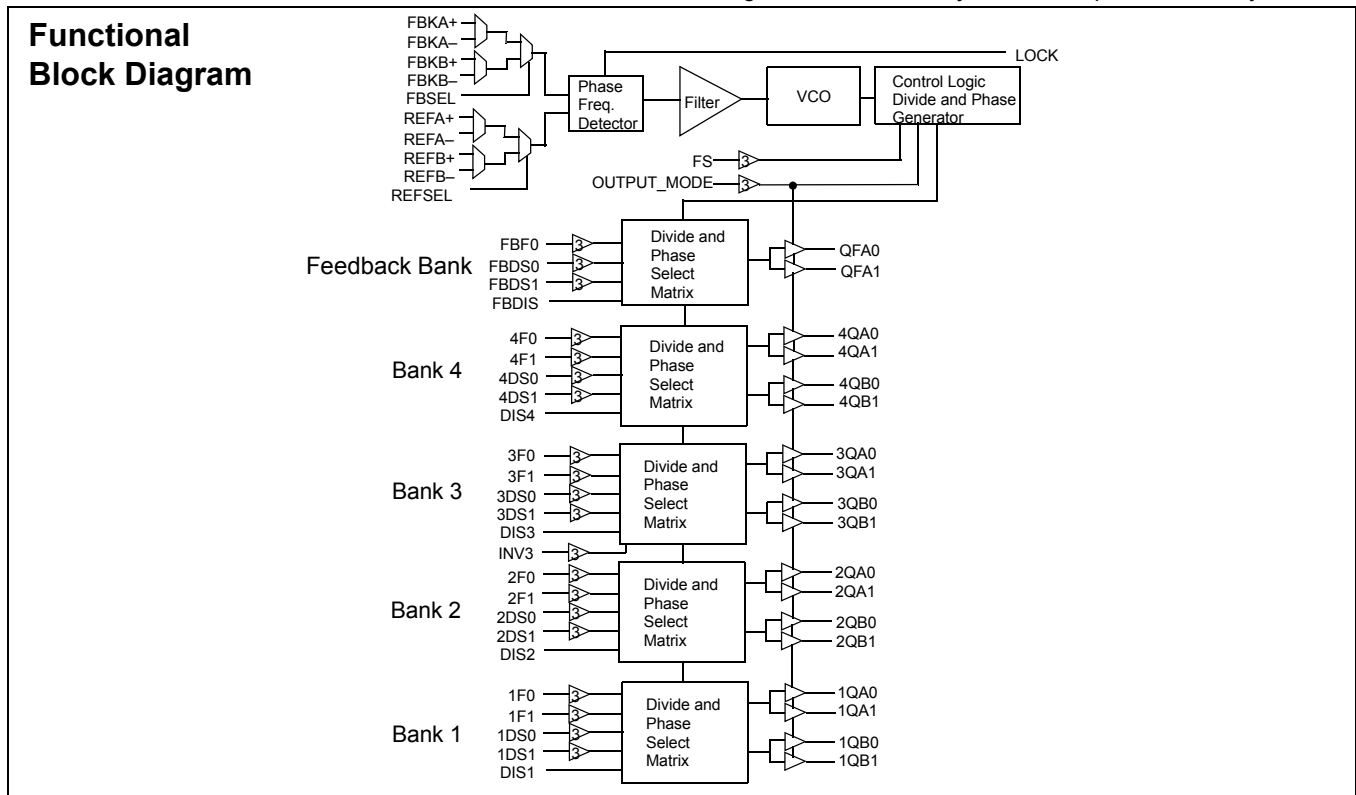 Functional
Block Diagram
FBKA+
FBKA–
FBKB+
FBKB–
FBSEL
REFA+
REFA–
REFB+
REFB–
REFSEL
Phase
Freq.
Detector
Filter
VCO
Control Logic
Divide and Phase
Generator
LOCK
FS
3
OUTPUT_MODE
3
Feedback Bank
FBF0
3
FBDS0
3
FBDS1
3
FBDIS
Divide and
Phase
Select
Matrix
QFA0
QFA1
Bank 4
4F0
3
4F1
3
4DS0
3
4DS1
3
DIS4
Divide and
Phase
Select
Matrix
4QA0
4QA1
4QB0
4QB1
Bank 3
3F0
3
3F1
3
3DS0
3
3DS1
3
DIS3
INV3
3
Divide and
Phase
Select
Matrix
3QA0
3QA1
3QB0
3QB1
Bank 2
2F0
3
2F1
3
2DS0
3
2DS1
3
DIS2
Divide and
Phase
Select
Matrix
2QA0
2QA1
2QB0
2QB1
Bank 1
1F0
3
1F1
3
1DS0
3
1DS1
3
DIS1
Divide and
Phase
Select
Matrix
1QA0
1QA1
1QB0
1QB1